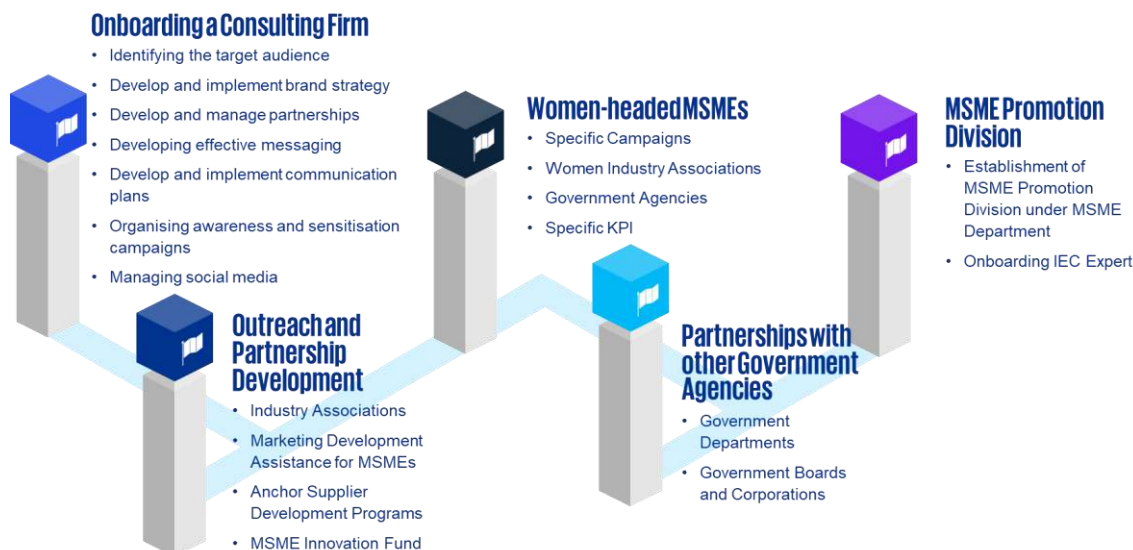 Onboarding a Consulting Firm
• Identifying the target audience
• Develop and implement brand strategy
• Develop and manage partnerships
• Developing effective messaging
• Develop and implement communication
plans
• Organising awareness and sensitisation
campaigns
• Managing social media
Outreach and
Partnership
Development
• Industry Associations
• Marketing Development
Assistance for MSMEs
• Anchor Supplier
Development Programs
• MSME Innovation Fund
Women-headed MSMEs
• Specific Campaigns
• Women Industry Associations
• Government Agencies
• Specific KPI
Partnerships with
other Government
Agencies
• Government
Departments
• Government Boards
and Corporations
MSME Promotion
Division
• Establishment of
MSME Promotion
Division under MSME
Department
• Onboarding IEC Expert